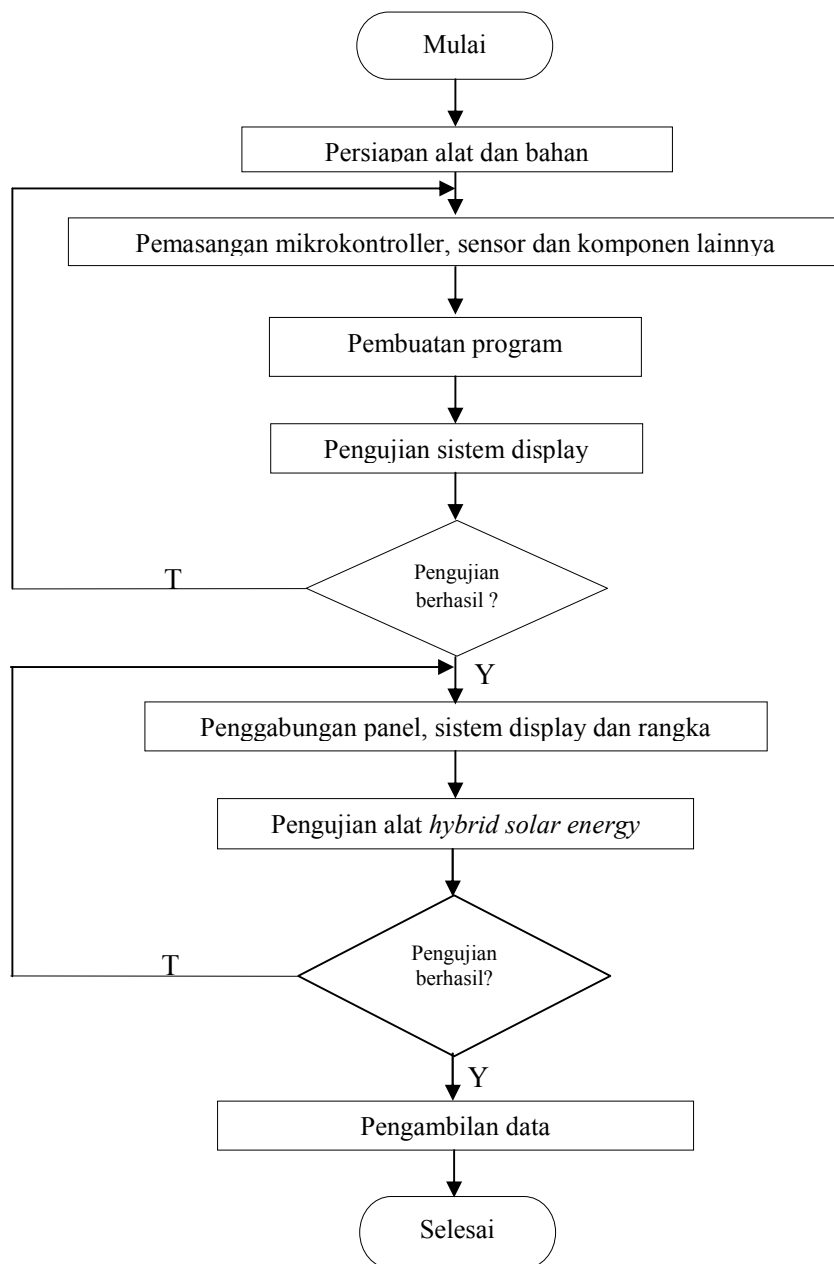 Mulai
Persiapan alat dan bahan
Pemasangan mikrokontroller, sensor dan komponen lainnya
Pembuatan program
Pengujian sistem display
Pengujian
berhasil ?
T
Y
Penggabungan panel, sistem display dan rangka
Pengujian alat hybrid solar energy
Pengujian
berhasil?
T
Y
Pengambilan data
Selesai